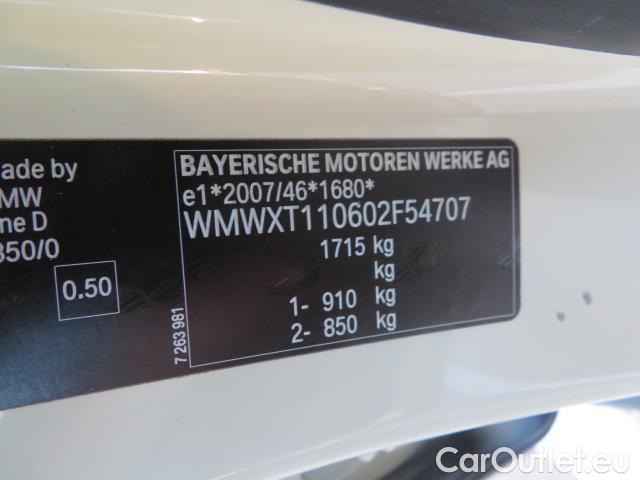 ade by
MW
ne D
850/0
0.50
7 263 981
BAYERISCHE MOTOREN WERKE AG
e1*2007/46*1680*
WMWXT110602F54707
1715 kg
kg
1- 910 kg
2- 850 kg
CarOutlet.eu